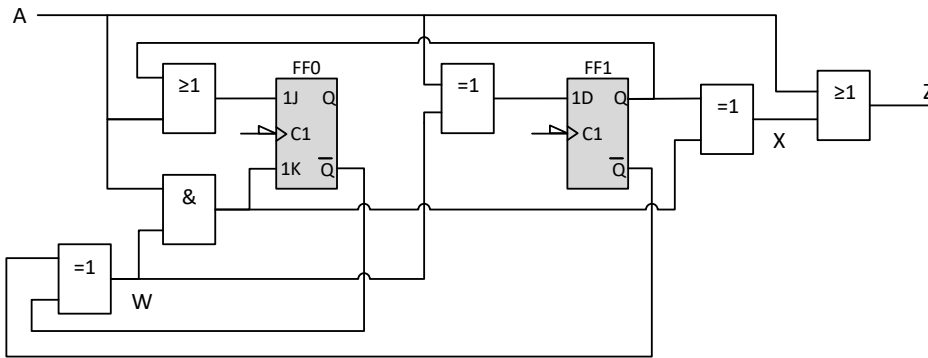 A
FF0
FF1
≥1
1J
Q
=1
1D
Q
=1
≥1
Z
C1
C1
X
1K
Q̅
Q̅
&
=1
W